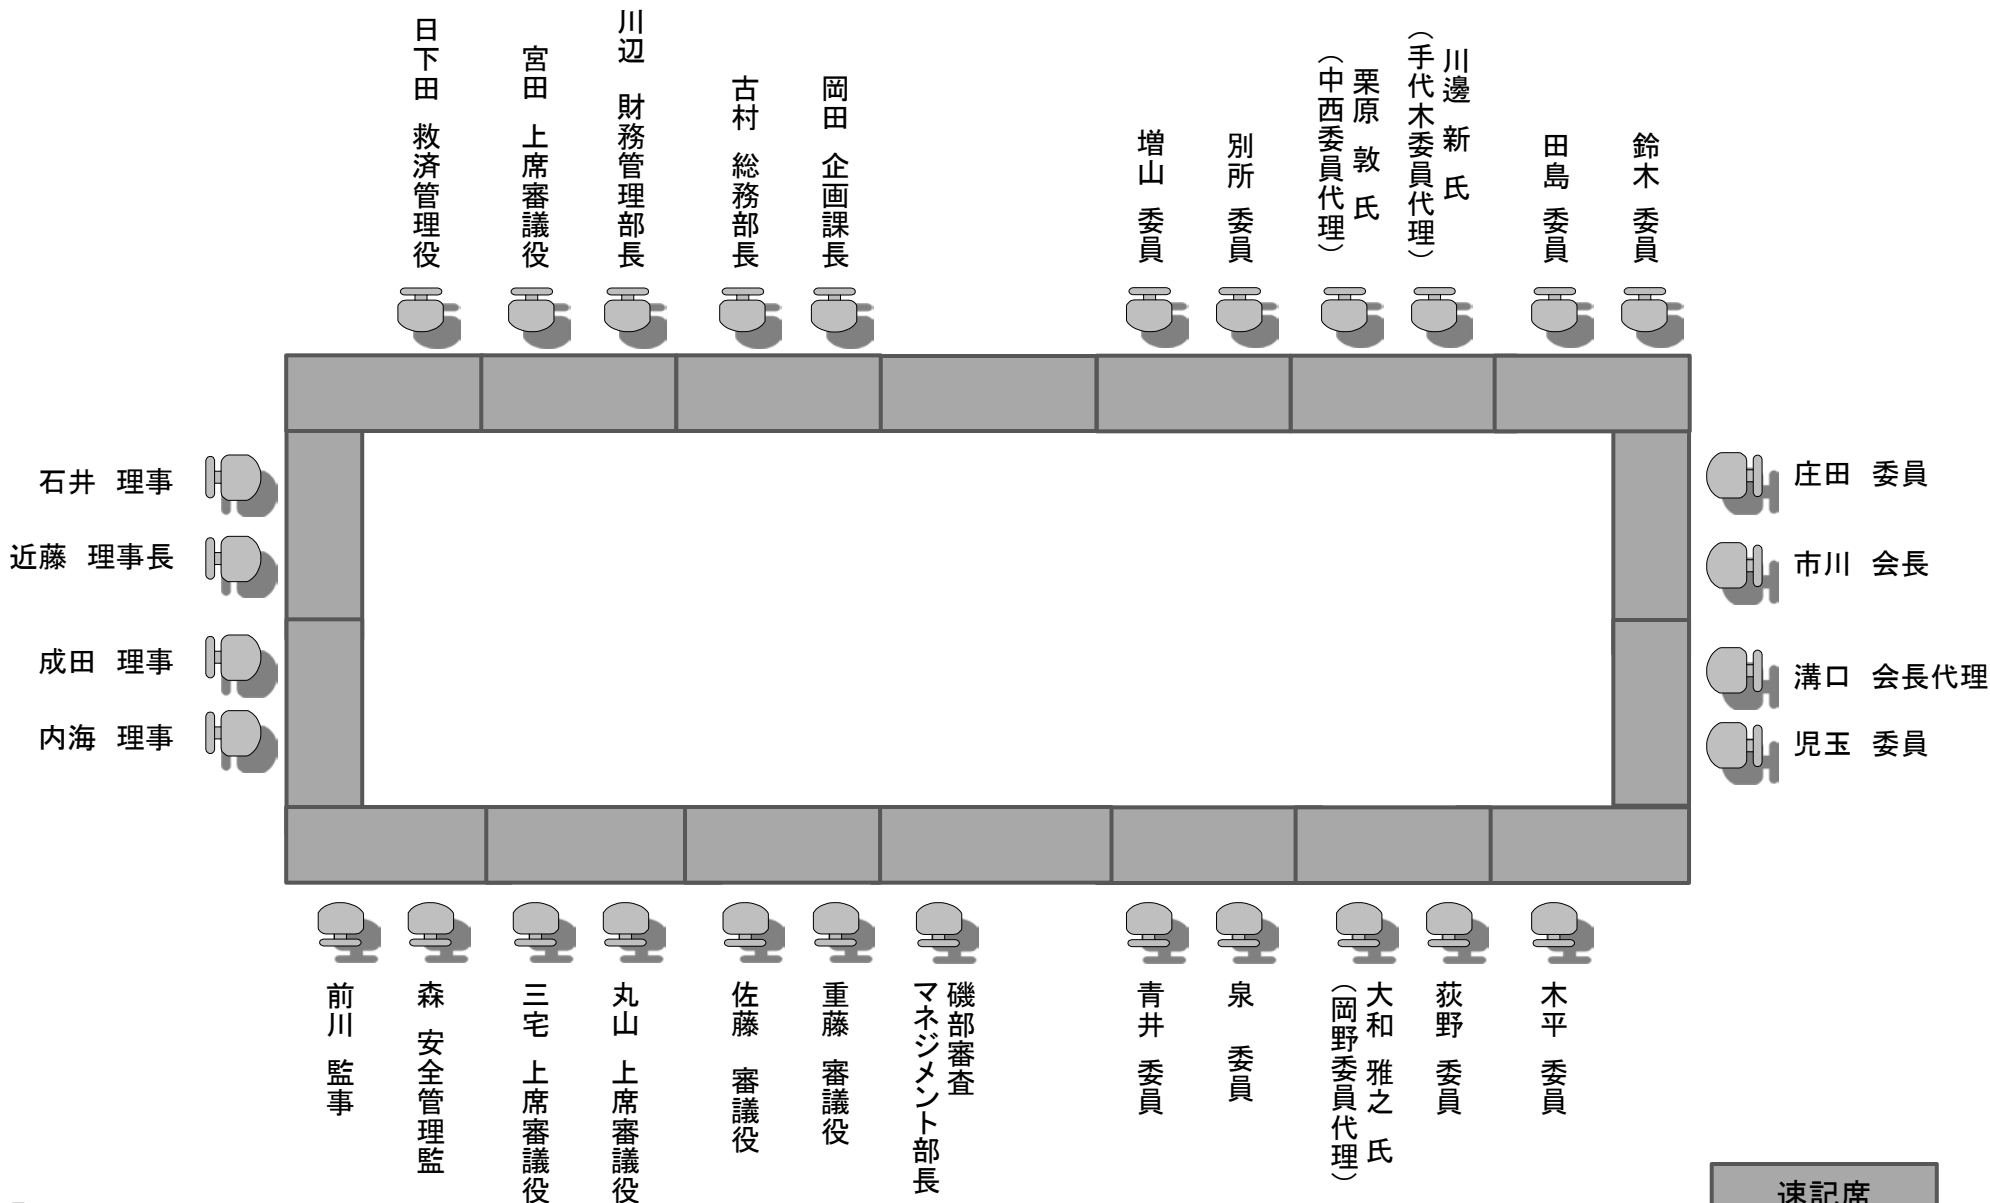 日下田 救済管理役
宮田 上席審議役
川辺 財務管理部長
古村 総務部長
岡田 企画課長
増山 委員
別所 委員
栗原 敦 氏
（中西委員代理）
川邊 新 氏
（手代木委員代理）
田島 委員
鈴木 委員
石井 理事
近藤 理事長
成田 理事
内海 理事
庄田 委員
市川 会長
溝口 会長代理
児玉 委員
前川 監事
森 安全管理監
三宅 上席審議役
丸山 上席審議役
佐藤 審議役
重藤 審議役
磯部審査
マネジメント部長
青井 委員
泉 委員
大和 雅之 氏
（岡野委員代理）
荻野 委員
木平 委員
速記席